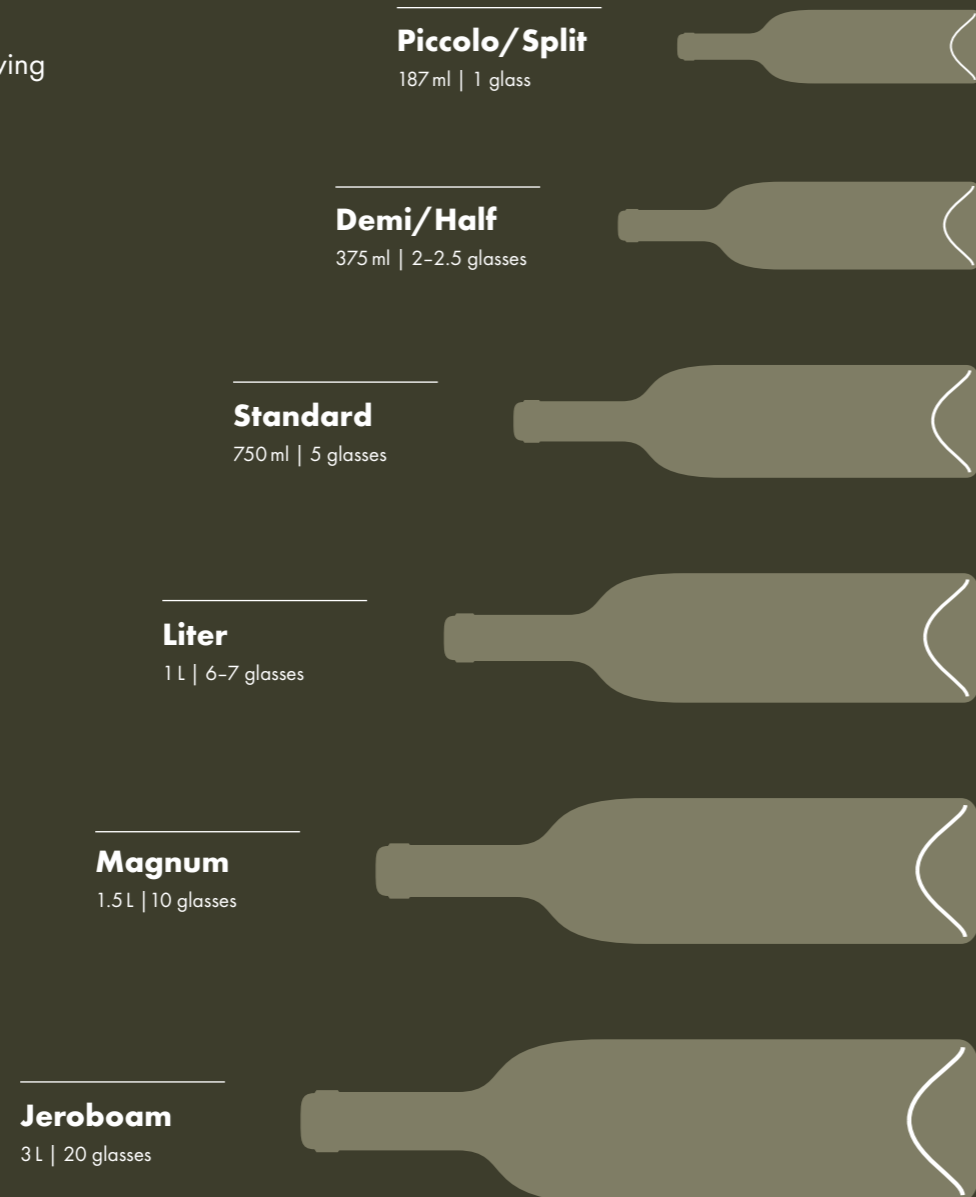 Piccolo/Split
187 ml | 1 glass
Demi/Half
375 ml | 2–2.5 glasses
Standard
750 ml | 5 glasses
Liter
1 L | 6–7 glasses
Magnum
1.5 L | 10 glasses
Jeroboam
3 L | 20 glasses